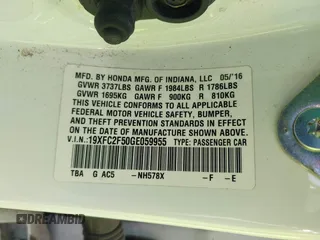 MFD. BY HONDA MFG. OF INDIANA, LLC 05/'16
GVWR 3737LBS GAWR F 1984LBS R 1786LBS
GVWR 1695KG GAWR F 900KG R 810KG
THIS VEHICLE CONFORMS TO ALL APPLICABLE
FEDERAL MOTOR VEHICLE SAFETY, BUMPER,
AND THEFT PREVENTION STANDARDS IN EFFECT
ON THE DATE OF MANUFACTURE SHOWN ABOVE.
V.I.N.:19XFC2F50GE059955 TYPE: PASSENGER CAR
TBA G AC5 -NH578X -F -E